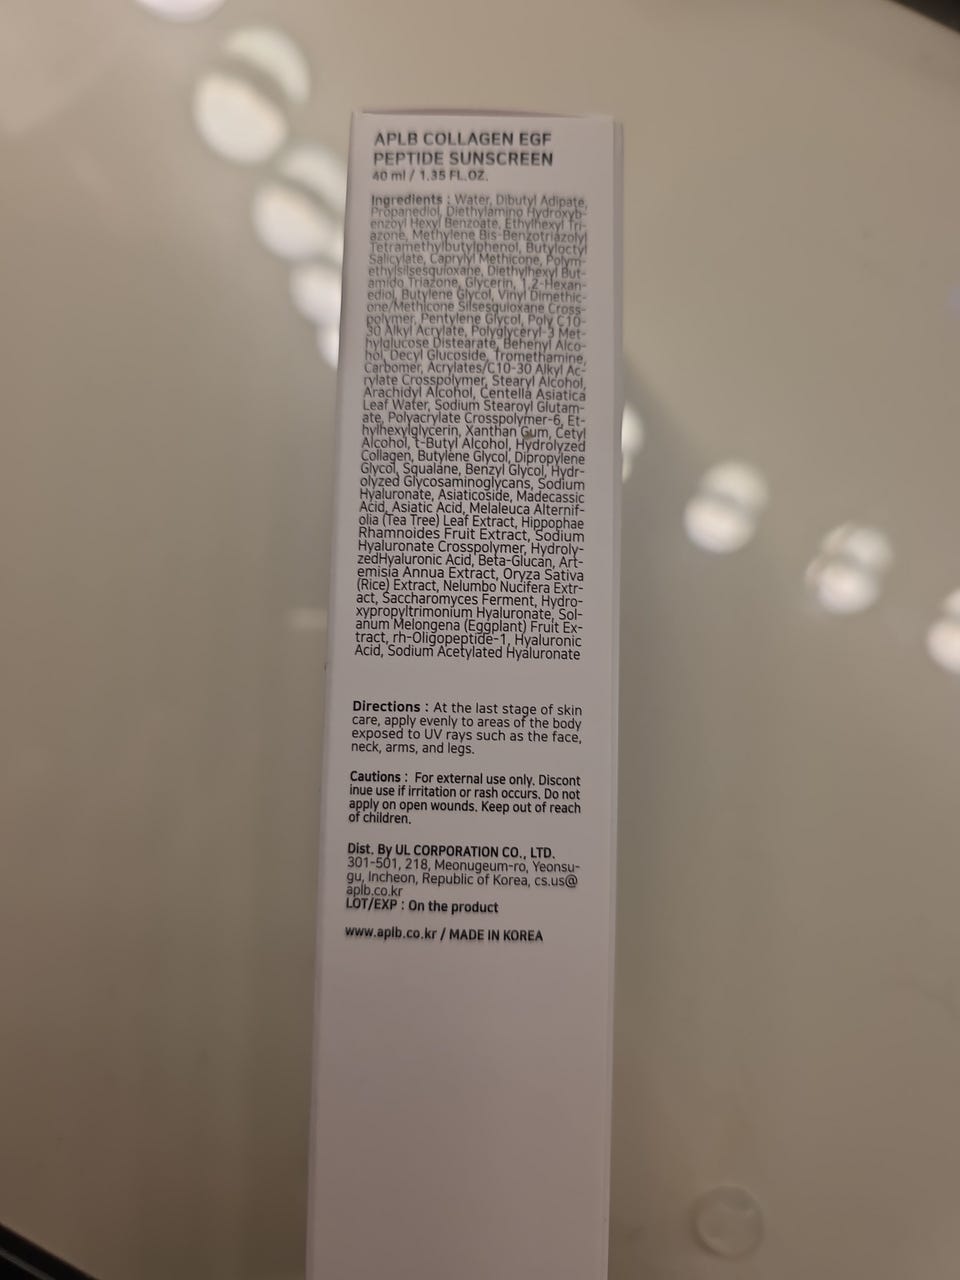 APLB COLLAGEN EGF
PEPTIDE SUNSCREEN
40 ml / 1.35 FL.OZ.
Ingredients : Water, Dibutyl Adipate,
Propanediol, Diethylamino Hydroxyb-
enzoyl Hexyl Benzoate, Ethylhexyl Tri-
azone, Methylene Bis-Benzotriazolyl
Tetramethylbutylphenol, Butyloctyl
Salicylate, Caprylyl Methicone, Polym-
ethylsilsesquioxane, Diethylhexyl But-
amido Triazone, Glycerin, 1,2-Hexan-
ediol, Butylene Glycol, Vinyl Dimethic-
one/Methicone Silsesquioxane Cross-
polymer, Pentylene Glycol, Poly C10-
30 Alkyl Acrylate, Polyglyceryl-3 Met-
hylglucose Distearate, Behenyl Alco-
hol, Decyl Glucoside, Tromethamine,
Carbomer, Acrylates/C10-30 Alkyl Ac-
rylate Crosspolymer, Stearyl Alcohol,
Arachidyl Alcohol, Centella Asiatica
Leaf Water, Sodium Stearoyl Glutam-
ate, Polyacrylate Crosspolymer-6, Et-
hylhexylglycerin, Xanthan Gum, Cetyl
Alcohol, t-Butyl Alcohol, Hydrolyzed
Collagen, Butylene Glycol, Dipropylene
Glycol, Squalane, Benzyl Glycol, Hydr-
olyzed Glycosaminoglycans, Sodium
Hyaluronate, Asiaticoside, Madecassic
Acid, Asiatic Acid, Melaleuca Alternif-
olia (Tea Tree) Leaf Extract, Hippophae
Rhamnoides Fruit Extract, Sodium
Hyaluronate Crosspolymer, Hydroly-
zedHyaluronic Acid, Beta-Glucan, Art-
emisia Annua Extract, Oryza Sativa
(Rice) Extract, Nelumbo Nucifera Extr-
act, Saccharomyces Ferment, Hydro-
xypropyltrimonium Hyaluronate, Sol-
anum Melongena (Eggplant) Fruit Ex-
tract, rh-Oligopeptide-1, Hyaluronic
Acid, Sodium Acetylated Hyaluronate
Directions : At the last stage of skin
care, apply evenly to areas of the body
exposed to UV rays such as the face,
neck, arms, and legs.
Cautions : For external use only. Discont
inue use if irritation or rash occurs. Do not
apply on open wounds. Keep out of reach
of children.
Dist. By UL CORPORATION CO., LTD.
301-501, 218, Meonugeum-ro, Yeonsu-
gu, Incheon, Republic of Korea, cs.us@
aplb.co.kr
LOT/EXP : On the product
www.aplb.co.kr / MADE IN KOREA